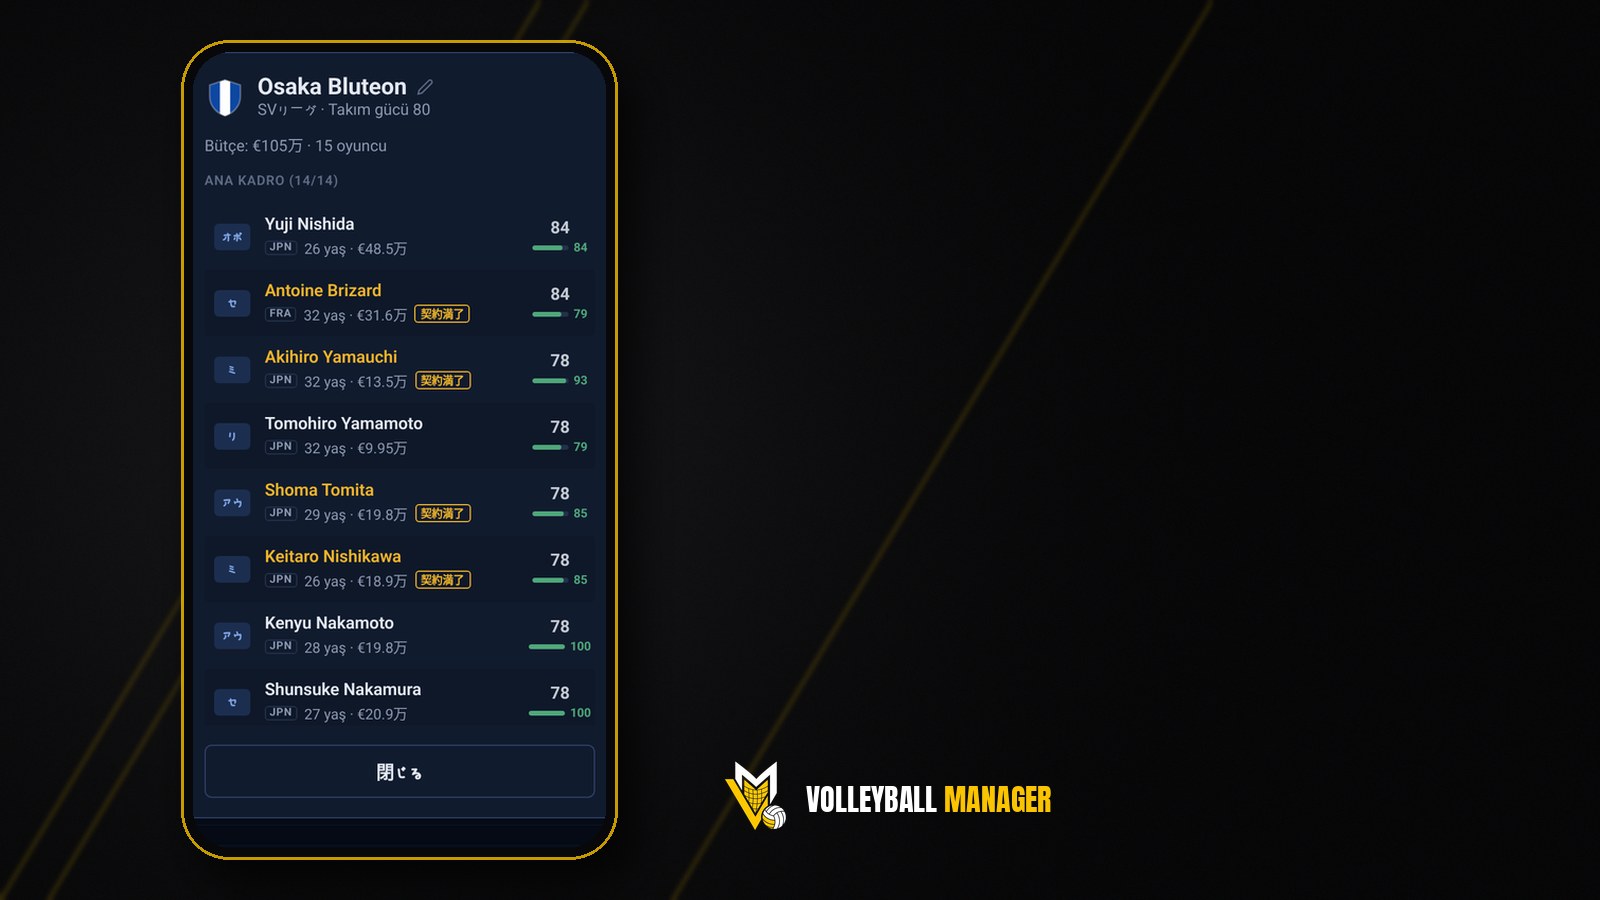 Osaka Bluteon
SVリーグ · Takım gücü 80
Bütçe: €105万 · 15 oyuncu
ANA KADRO (14/14)
オポ
Yuji Nishida
84
JPN 26 yaş · €48.5万
84
セ
Antoine Brizard
84
FRA 32 yaş · €31.6万 契約満了
79
ミ
Akihiro Yamauchi
78
JPN 32 yaş · €13.5万 契約満了
93
リ
Tomohiro Yamamoto
78
JPN 32 yaş · €9.95万
79
アウ
Shoma Tomita
78
JPN 29 yaş · €19.8万 契約満了
85
ミ
Keitaro Nishikawa
78
JPN 26 yaş · €18.9万 契約満了
85
アウ
Kenyu Nakamoto
78
JPN 28 yaş · €19.8万
100
セ
Shunsuke Nakamura
78
JPN 27 yaş · €20.9万
100
閉じる
VOLLEYBALL MANAGER